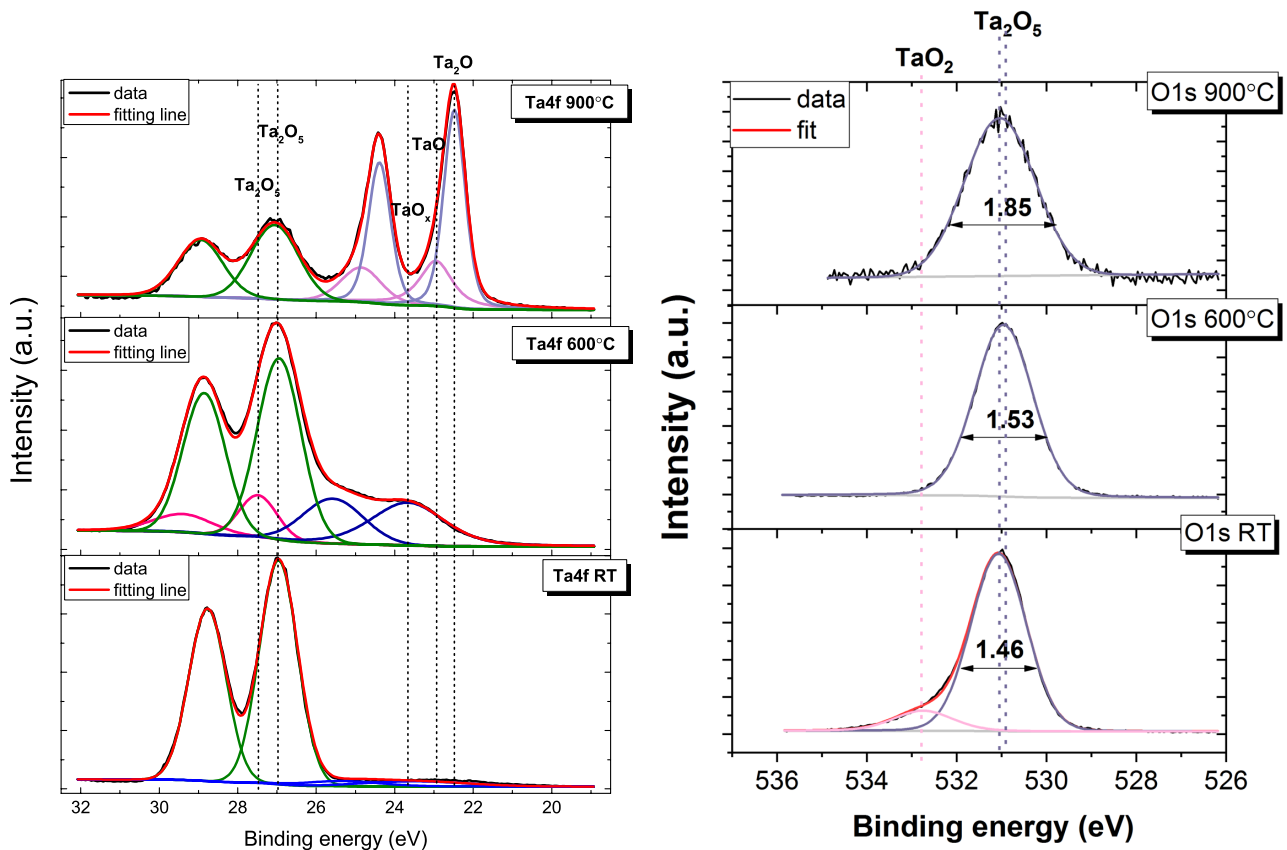 Ta₂O
data
fitting line
Ta4f 900°C
Ta₂O₅
TaO
Ta₂O₅
TaOₓ
data
fitting line
Ta4f 600°C
data
fitting line
Ta4f RT
32 30 28 26 24 22 20
Binding energy (eV)
Intensity (a.u.)
Ta₂O₅
TaO₂
data
fit
O1s 900°C
1.85
O1s 600°C
1.53
O1s RT
1.46
536 534 532 530 528 526
Binding energy (eV)
Intensity (a.u.)